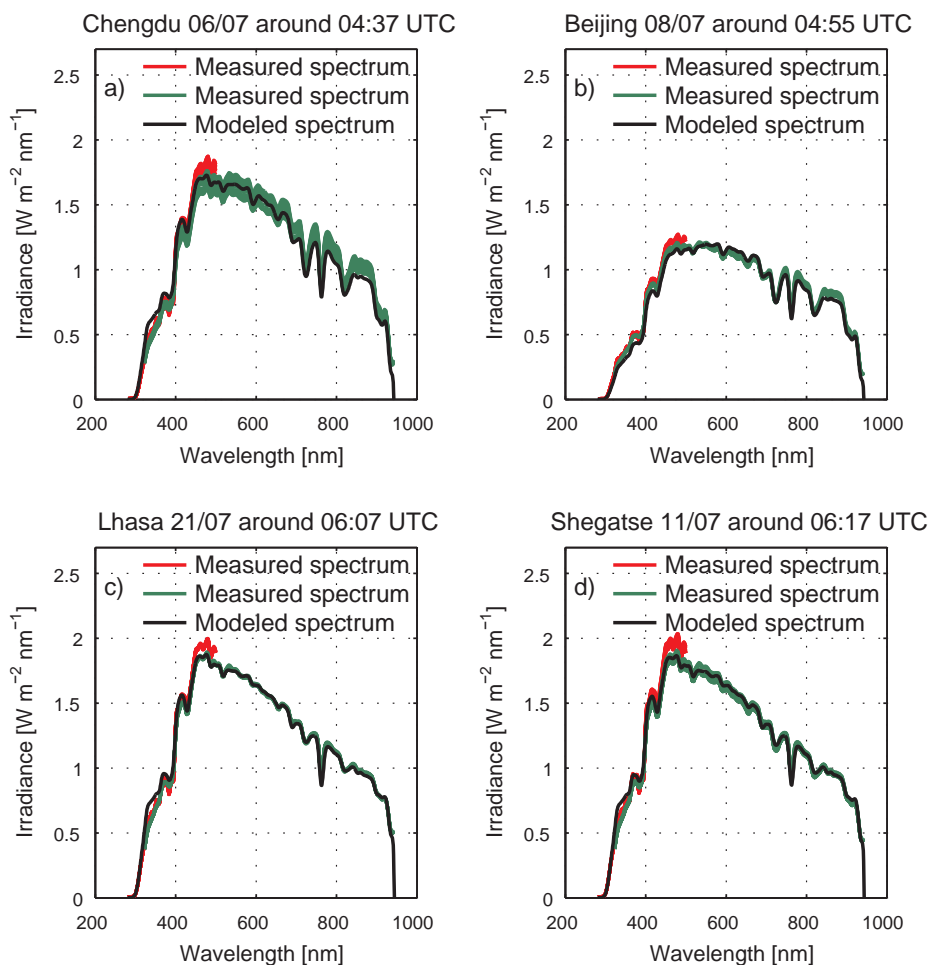 Chengdu 06/07 around 04:37 UTC
2.5
2
1.5
1
0.5
0
Irradiance [W m−2 nm−1]
a)
Measured spectrum
Measured spectrum
Modeled spectrum
200 400 600 800 1000
Wavelength [nm]
Beijing 08/07 around 04:55 UTC
2.5
2
1.5
1
0.5
0
Irradiance [W m−2 nm−1]
b)
Measured spectrum
Measured spectrum
Modeled spectrum
200 400 600 800 1000
Wavelength [nm]
Lhasa 21/07 around 06:07 UTC
2.5
2
1.5
1
0.5
0
Irradiance [W m−2 nm−1]
c)
Measured spectrum
Measured spectrum
Modeled spectrum
200 400 600 800 1000
Wavelength [nm]
Shegatse 11/07 around 06:17 UTC
2.5
2
1.5
1
0.5
0
Irradiance [W m−2 nm−1]
d)
Measured spectrum
Measured spectrum
Modeled spectrum
200 400 600 800 1000
Wavelength [nm]